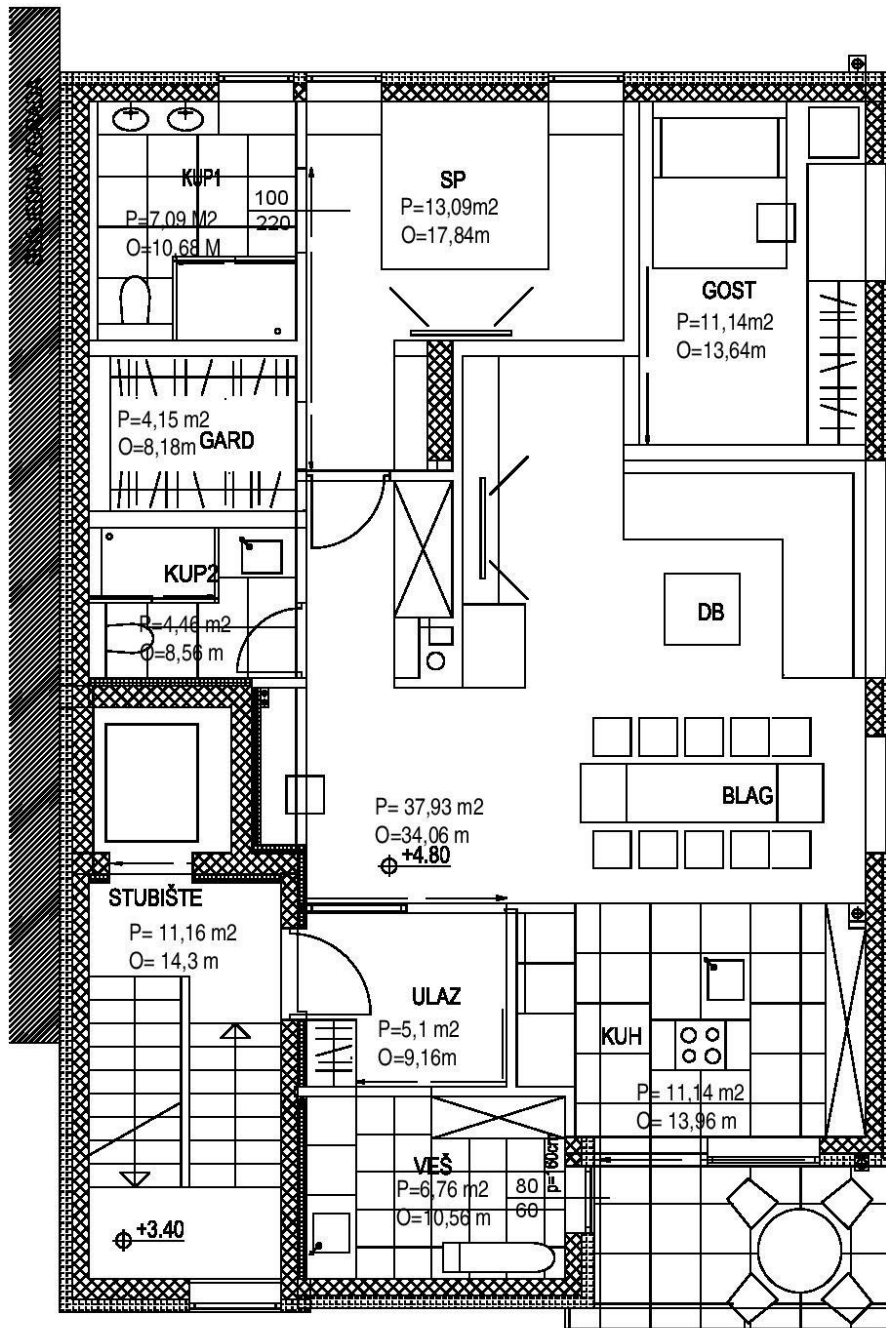 SUSJEDNA ZGRADA
KUP1
P=7,09 M2
O=10,68 M
100
220
SP
P=13,09m2
O=17,84m
GOST
P=11,14m2
O=13,64m
P=4,15 m2
O=8,18m
GARD
KUP2
P=4,46 m2
O=8,56 m
DB
BLAG
P= 37,93 m2
O=34,06 m
+4.80
STUBIŠTE
P= 11,16 m2
O= 14,3 m
ULAZ
P=5,1 m2
O=9,16m
KUH
P= 11,14 m2
O= 13,96 m
VEŠ
P=6,76 m2
O=10,56 m
80
60
p=160cm
+3.40